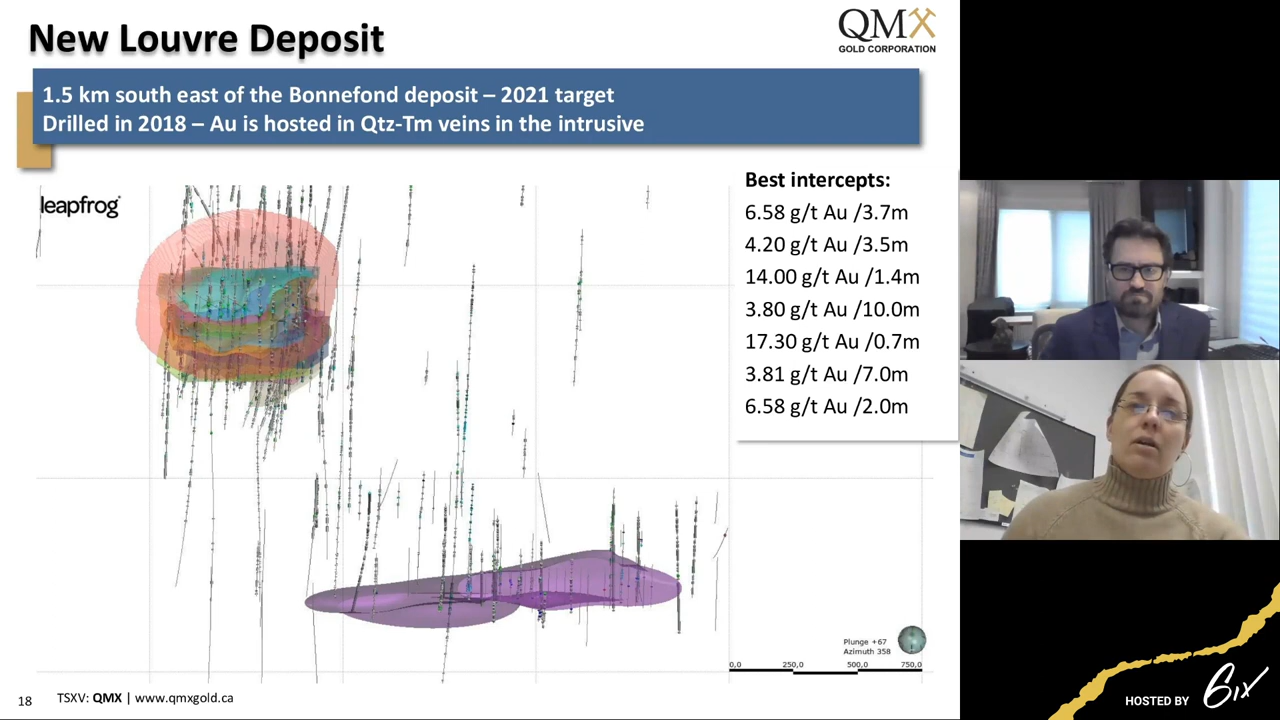 New Louvre Deposit
QMX
GOLD CORPORATION
1.5 km south east of the Bonnefond deposit – 2021 target
Drilled in 2018 – Au is hosted in Qtz-Tm veins in the intrusive
leapfrog
Best intercepts:
6.58 g/t Au /3.7m
4.20 g/t Au /3.5m
14.00 g/t Au /1.4m
3.80 g/t Au /10.0m
17.30 g/t Au /0.7m
3.81 g/t Au /7.0m
6.58 g/t Au /2.0m
Plunge +67
Azimuth 358
0,0 250,0 500,0 750,0
18 TSXV: QMX | www.qmxgold.ca
HOSTED BY 6ix